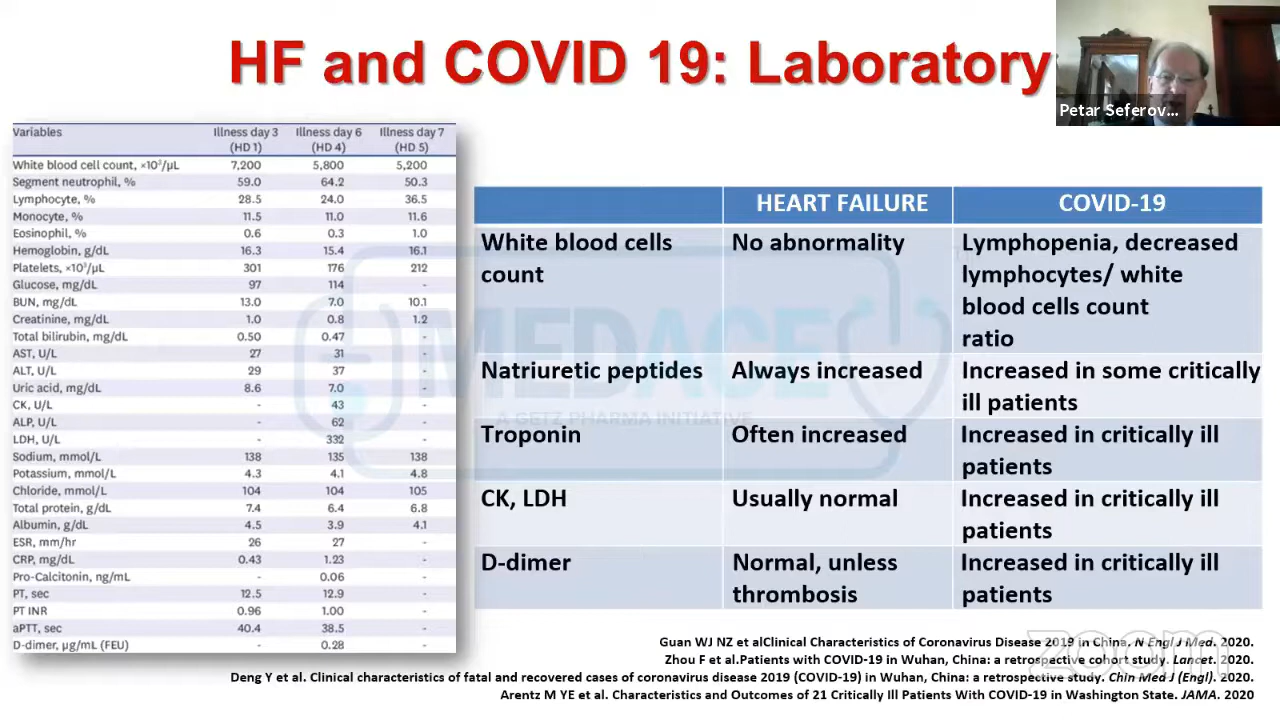 HF and COVID 19: Laboratory
Petar Seferov...
Variables Illness day 3 (HD 1) Illness day 6 (HD 4) Illness day 7 (HD 5)
White blood cell count, ×10³/μL 7,200 5,800 5,200
Segment neutrophil, % 59.0 64.2 50.3
Lymphocyte, % 28.5 24.0 36.5
Monocyte, % 11.5 11.0 11.6
Eosinophil, % 0.6 0.3 1.0
Hemoglobin, g/dL 16.3 15.4 16.1
Platelets, ×10³/μL 301 176 212
Glucose, mg/dL 97 114 -
BUN, mg/dL 13.0 7.0 10.1
Creatinine, mg/dL 1.0 0.8 1.2
Total bilirubin, mg/dL 0.50 0.47 -
AST, U/L 27 31 -
ALT, U/L 29 37 -
Uric acid, mg/dL 8.6 7.0 -
CK, U/L - 43 -
ALP, U/L - 62 -
LDH, U/L - 332 -
Sodium, mmol/L 138 135 138
Potassium, mmol/L 4.3 4.1 4.8
Chloride, mmol/L 104 104 105
Total protein, g/dL 7.4 6.4 6.8
Albumin, g/dL 4.5 3.9 4.1
ESR, mm/hr 26 27 -
CRP, mg/dL 0.43 1.23 -
Pro-Calcitonin, ng/mL - 0.06 -
PT, sec 12.5 12.9 -
PT INR 0.96 1.00 -
aPTT, sec 40.4 38.5 -
D-dimer, μg/mL (FEU) - 0.28 -
HEART FAILURE COVID-19
White blood cells No abnormality Lymphopenia, decreased
count lymphocytes/ white
blood cells count
ratio
Natriuretic peptides Always increased Increased in some critically
ill patients
Troponin Often increased Increased in critically ill
patients
CK, LDH Usually normal Increased in critically ill
patients
D-dimer Normal, unless Increased in critically ill
thrombosis patients
MEDACE
A GETZ PHARMA INITIATIVE
Guan WJ NZ et alClinical Characteristics of Coronavirus Disease 2019 in China. N Engl J Med. 2020.
Zhou F et al.Patients with COVID-19 in Wuhan, China: a retrospective cohort study. Lancet. 2020.
Deng Y et al. Clinical characteristics of fatal and recovered cases of coronavirus disease 2019 (COVID-19) in Wuhan, China: a retrospective study. Chin Med J (Engl). 2020.
Arentz M YE et al. Characteristics and Outcomes of 21 Critically Ill Patients With COVID-19 in Washington State. JAMA. 2020
zoom